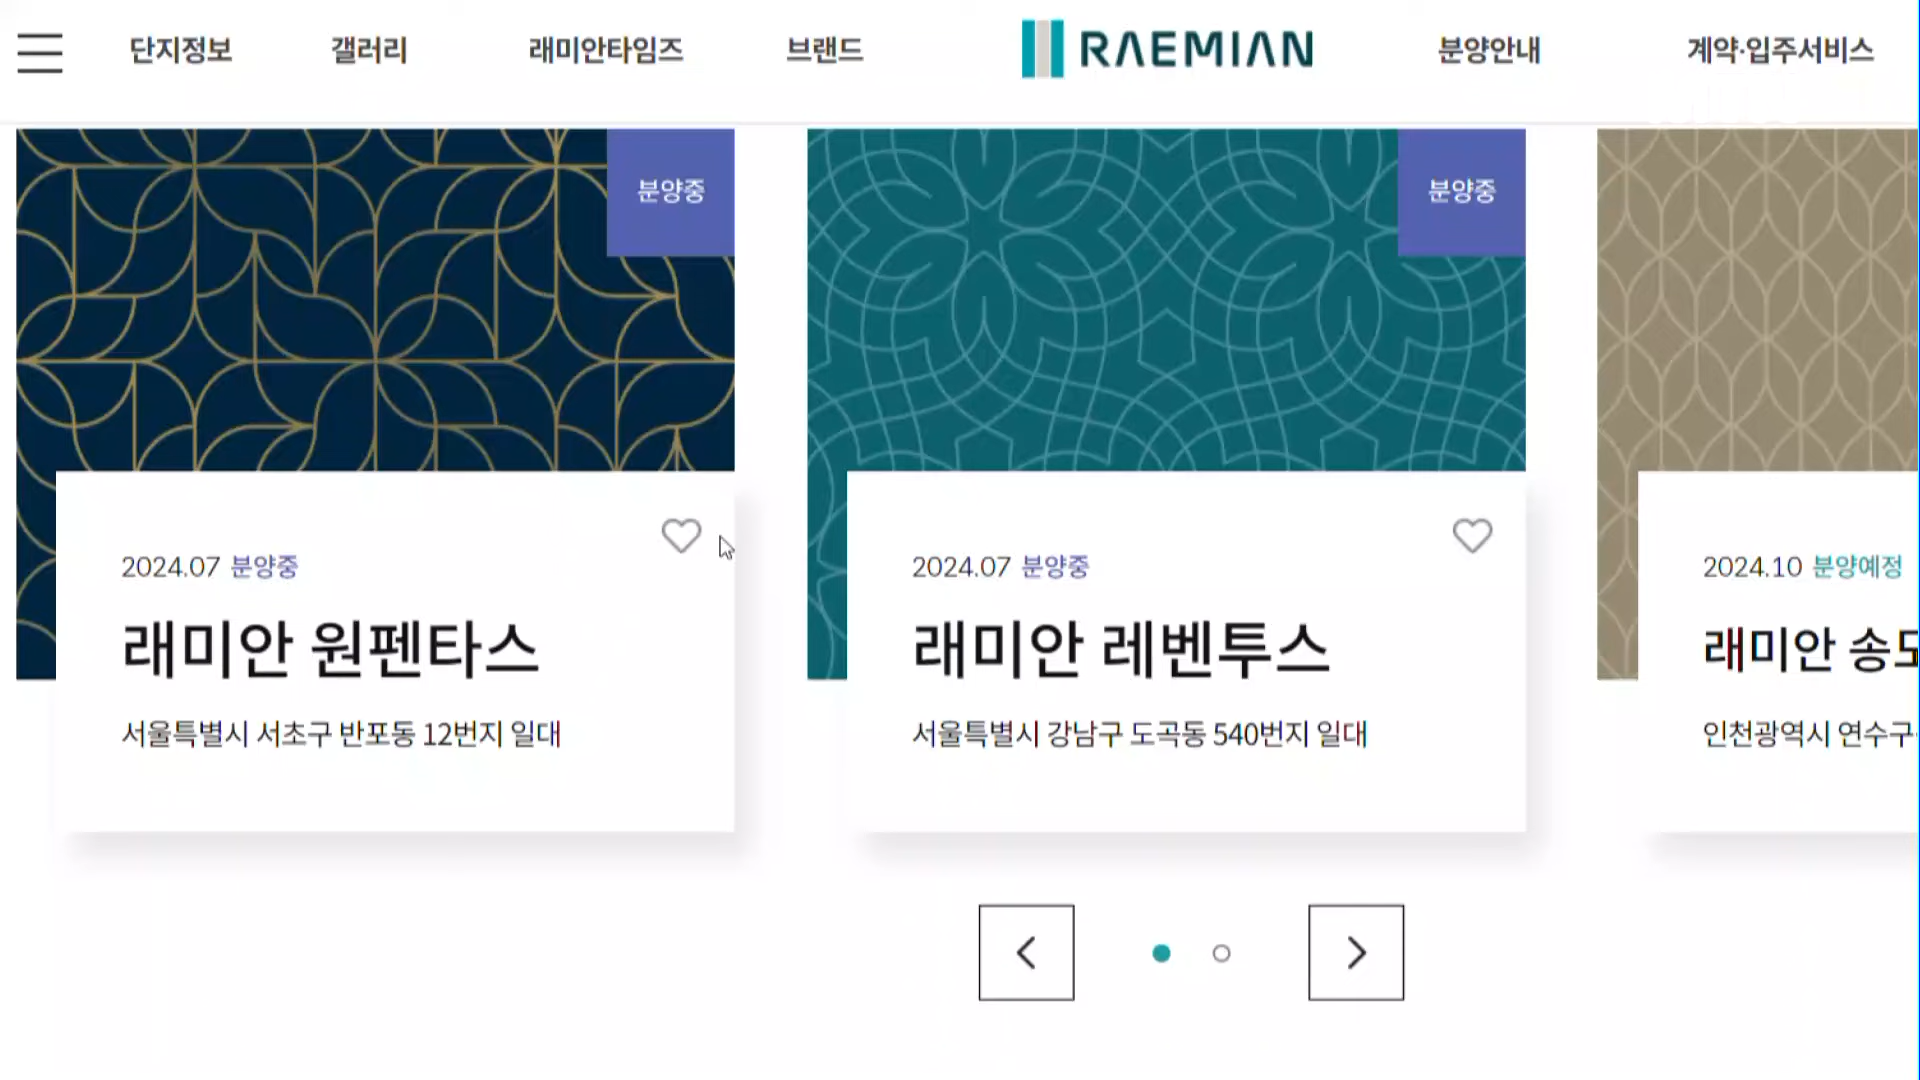 단지정보 갤러리 래미안타임즈 브랜드 RAEMIAN 분양안내 계약·입주서비스
분양중
2024.07 분양중
래미안 원펜타스
서울특별시 서초구 반포동 12번지 일대
분양중
2024.07 분양중
래미안 레벤투스
서울특별시 강남구 도곡동 540번지 일대
2024.10 분양예정
래미안 송도
인천광역시 연수구